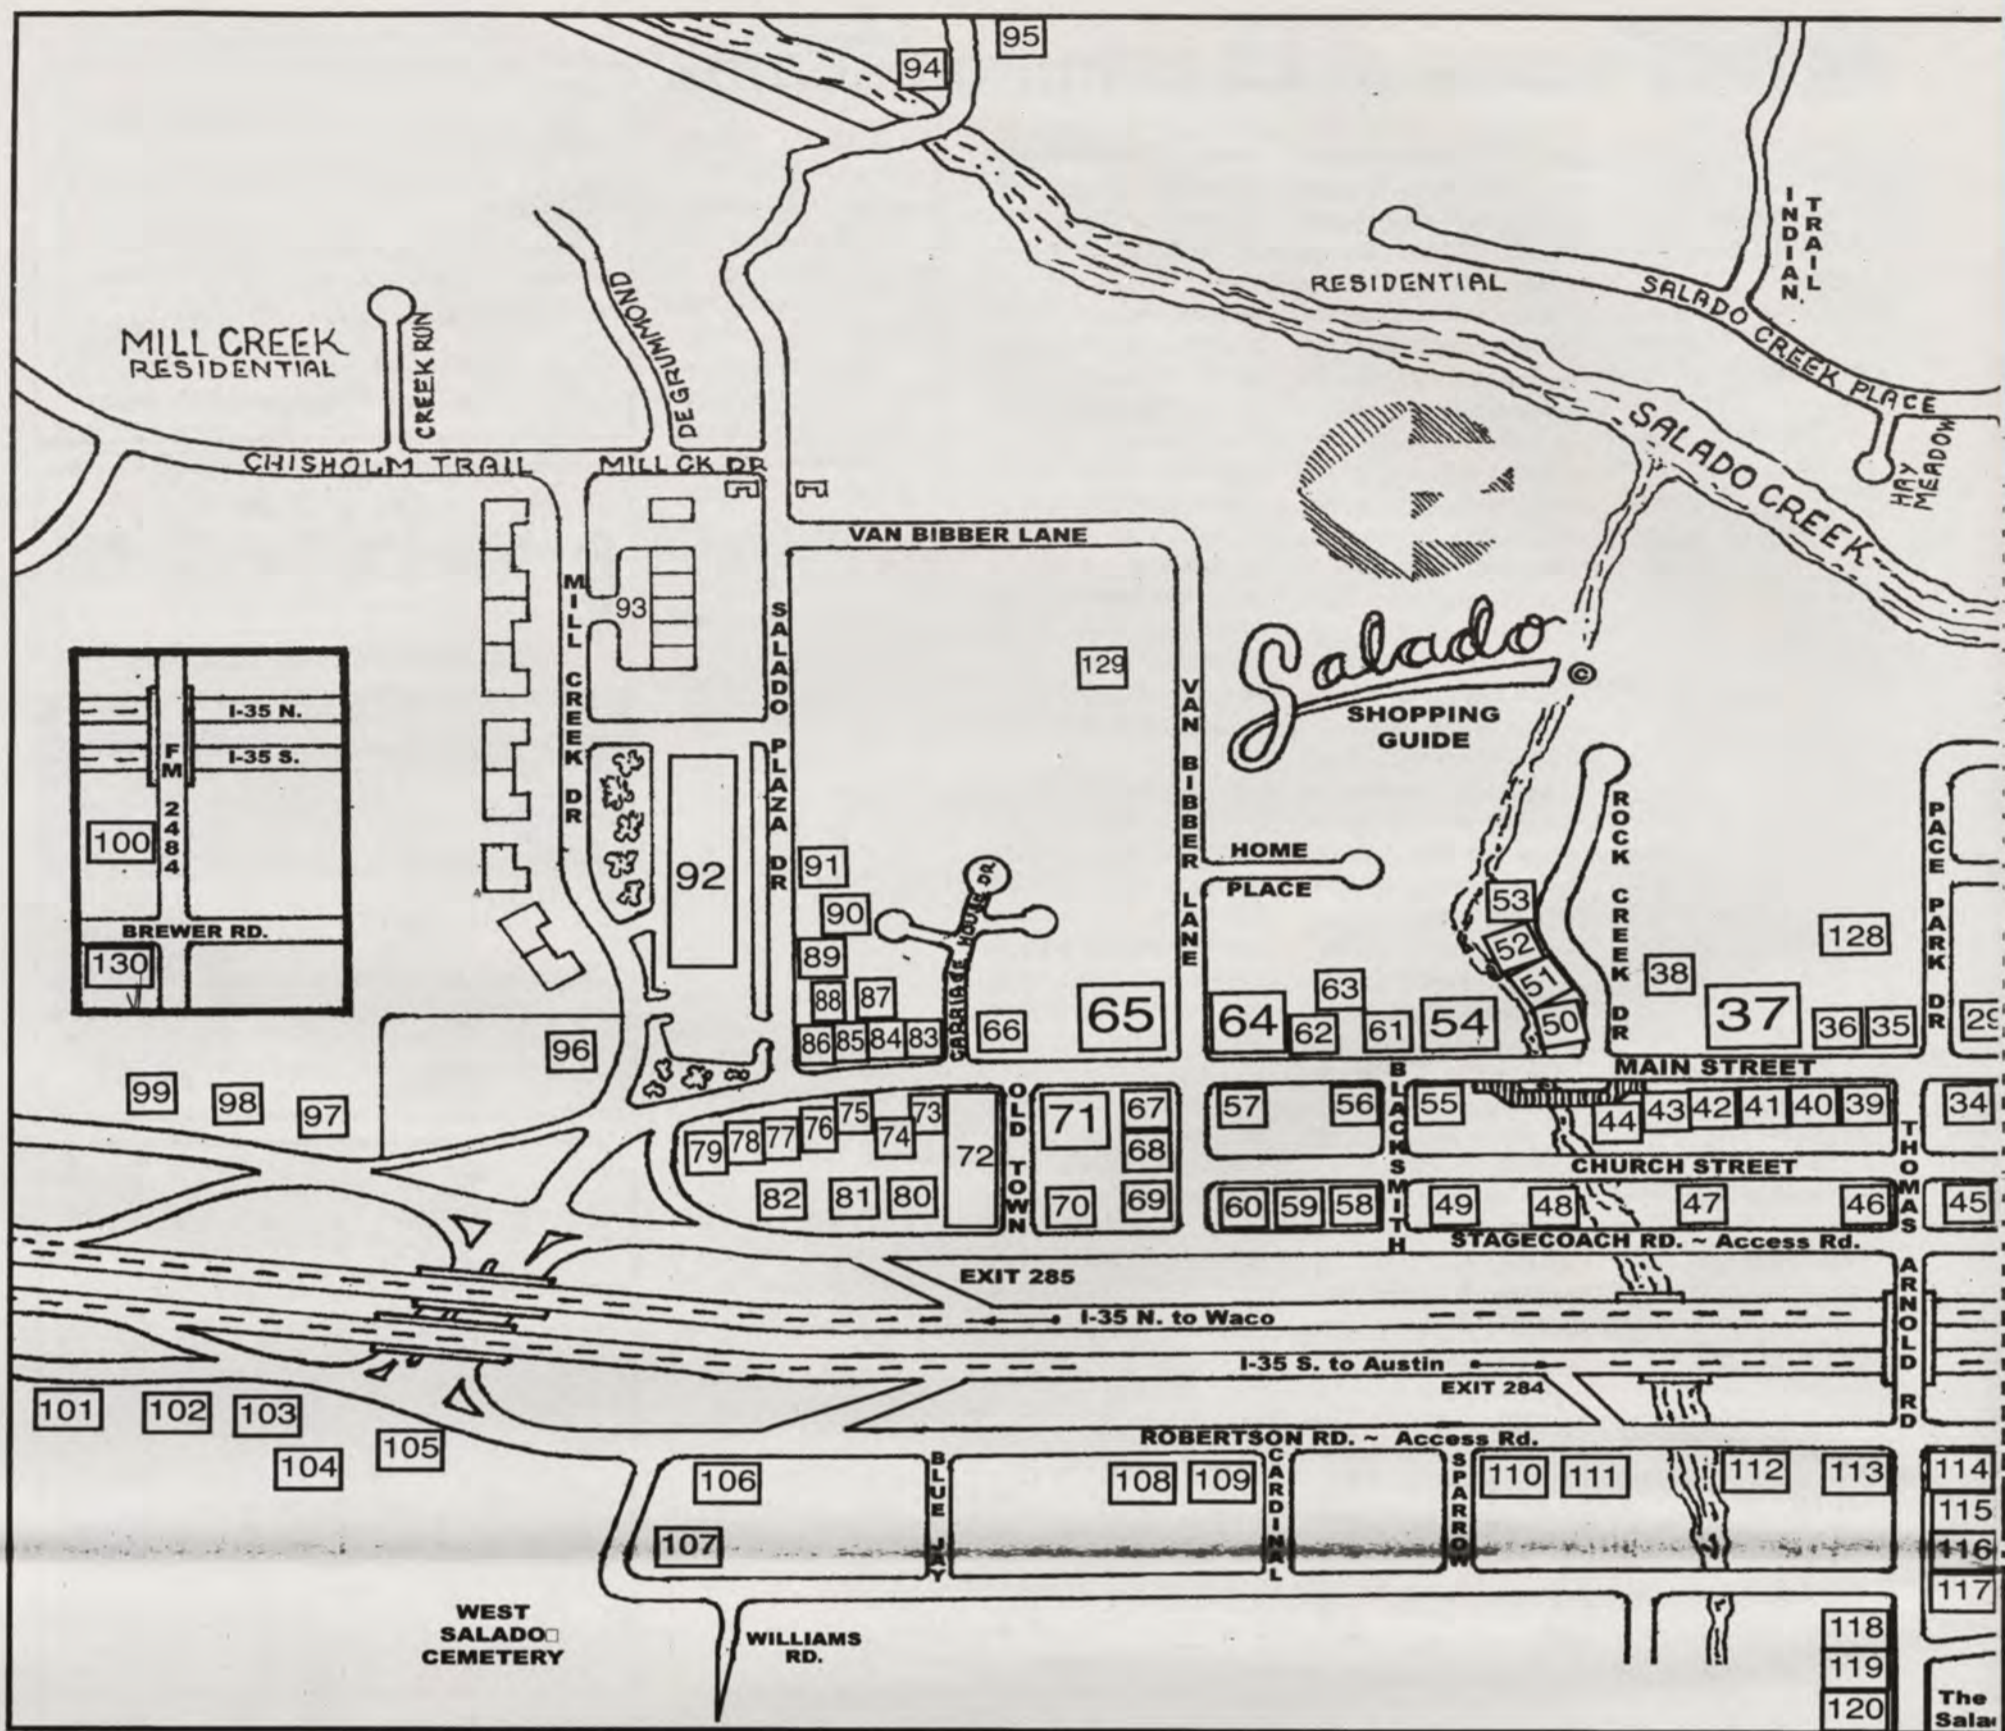 95
94
INDIAN
TRAIL
RESIDENTIAL
SALADO CREEK PLACE
HAY
MEADOW
DEGRUMMOND
CREEK RUN
MILL CREEK
RESIDENTIAL
CHISHOLM TRAIL
MILL CK DR
SALADO CREEK
VAN BIBBER LANE
MILL CREEK DR
93
SALADO PLAZA DR
129
VAN BIBBER LANE
Salado ©
SHOPPING
GUIDE
I-35 N.
I-35 S.
FM 2484
100
BREWER RD.
130
92
91
90
89
88
87
86
85
84
83
CARRIAGE HOUSE DR
66
65
HOME
PLACE
64
63
62
61
54
53
52
51
50
ROCK CREEK DR
38
37
128
36
35
PACE PARK DR
MAIN STREET
96
99
98
97
79
78
77
76
75
74
73
72
82
81
80
OLD TOWN
71
67
68
70
69
57
56
BLACKSMITH
55
44
43
42
41
40
39
34
CHURCH STREET
THOMAS ARNOLD RD
60
59
58
49
48
47
46
45
STAGECOACH RD. ~ Access Rd.
EXIT 285
I-35 N. to Waco
I-35 S. to Austin
EXIT 284
ROBERTSON RD. ~ Access Rd.
101
102
103
104
105
106
107
BLUE JAY
108
109
CARDINAL
SPARROW
110
111
112
113
114
115
116
117
118
119
120
WEST
SALADO
CEMETERY
WILLIAMS
RD.
The